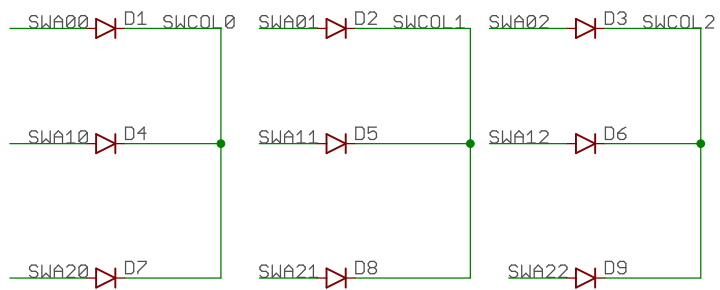 SWA00 D1 SWCOL0 SWA01 D2 SWCOL1 SWA02 D3 SWCOL2
SWA10 D4 SWA11 D5 SWA12 D6
SWA20 D7 SWA21 D8 SWA22 D9